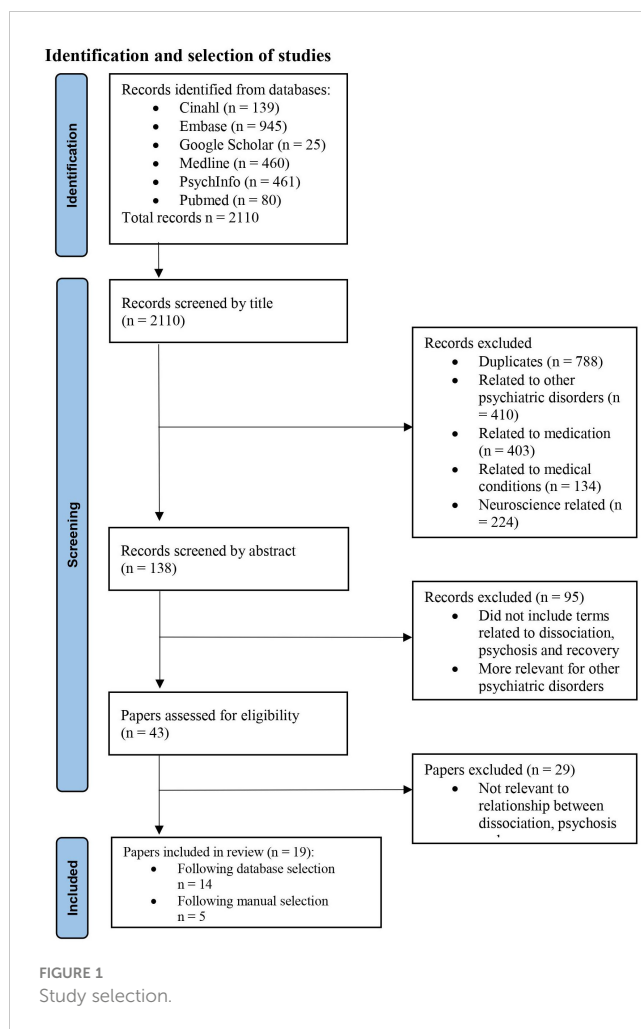 Identification and selection of studies
Identification
Records identified from databases:
• Cinahl (n = 139)
• Embase (n = 945)
• Google Scholar (n = 25)
• Medline (n = 460)
• PsychInfo (n = 461)
• Pubmed (n = 80)
Total records n = 2110
Screening
Records screened by title
(n = 2110)
Records excluded
• Duplicates (n = 788)
• Related to other
psychiatric disorders (n
= 410)
• Related to medication
(n = 403)
• Related to medical
conditions (n = 134)
• Neuroscience related (n
= 224)
Records screened by abstract
(n = 138)
Records excluded (n = 95)
• Did not include terms
related to dissociation,
psychosis and recovery
• More relevant for other
psychiatric disorders
Papers assessed for eligibility
(n = 43)
Papers excluded (n = 29)
• Not relevant to
relationship between
dissociation, psychosis
Included
Papers included in review (n = 19):
• Following database selection
n = 14
• Following manual selection
n = 5
FIGURE 1
Study selection.